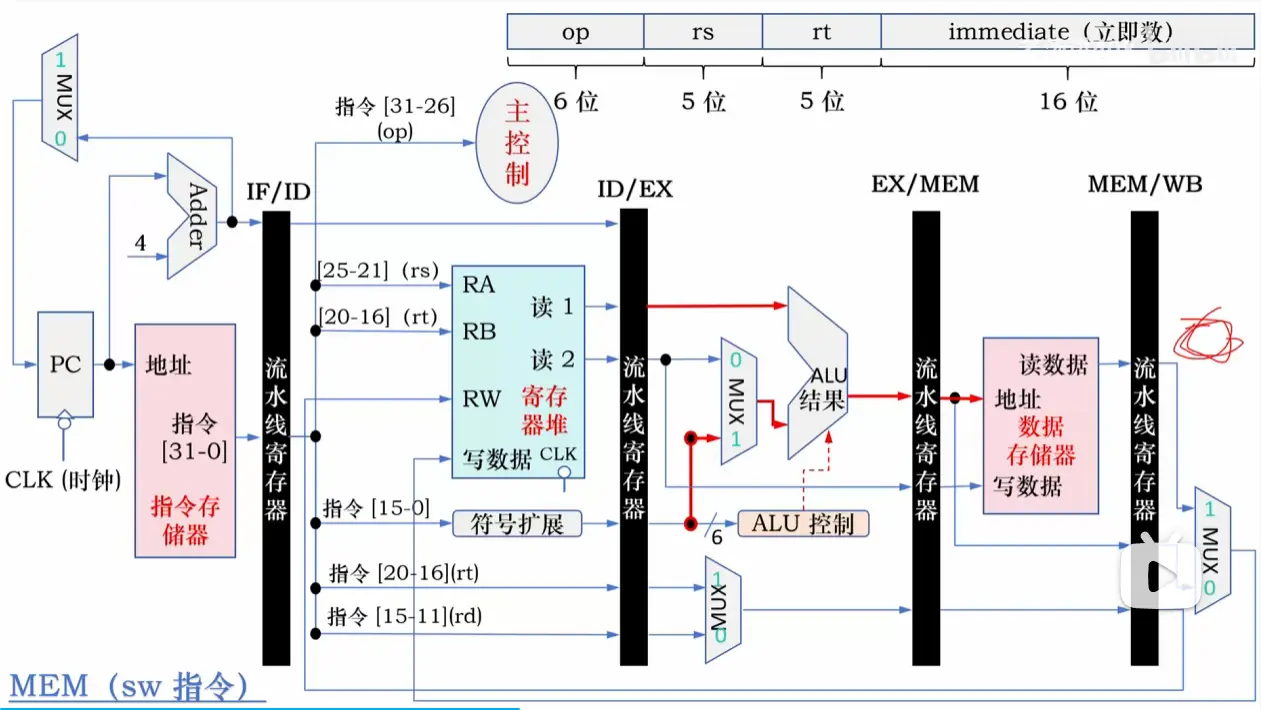 op rs rt immediate（立即数）
6 位 5 位 5 位 16 位
1
MUX
0
指令 [31-26]
(op)
主控制
Adder
4
IF/ID
ID/EX
EX/MEM
MEM/WB
[25-21]（rs）
[20-16]（rt）
RA
RB
RW
读 1
读 2
寄存
器堆
写数据
CLK
PC
CLK (时钟)
地址
指令
[31-0]
指令存
储器
流水线寄存器
流水线寄存器
流水线寄存器
流水线寄存器
0
MUX
1
ALU
结果
读数据
地址
数据
存储器
写数据
指令 [15-0]
符号扩展
6
ALU 控制
指令 [20-16](rt)
指令 [15-11](rd)
1
MUX
0
1
MUX
0
MEM（sw 指令）